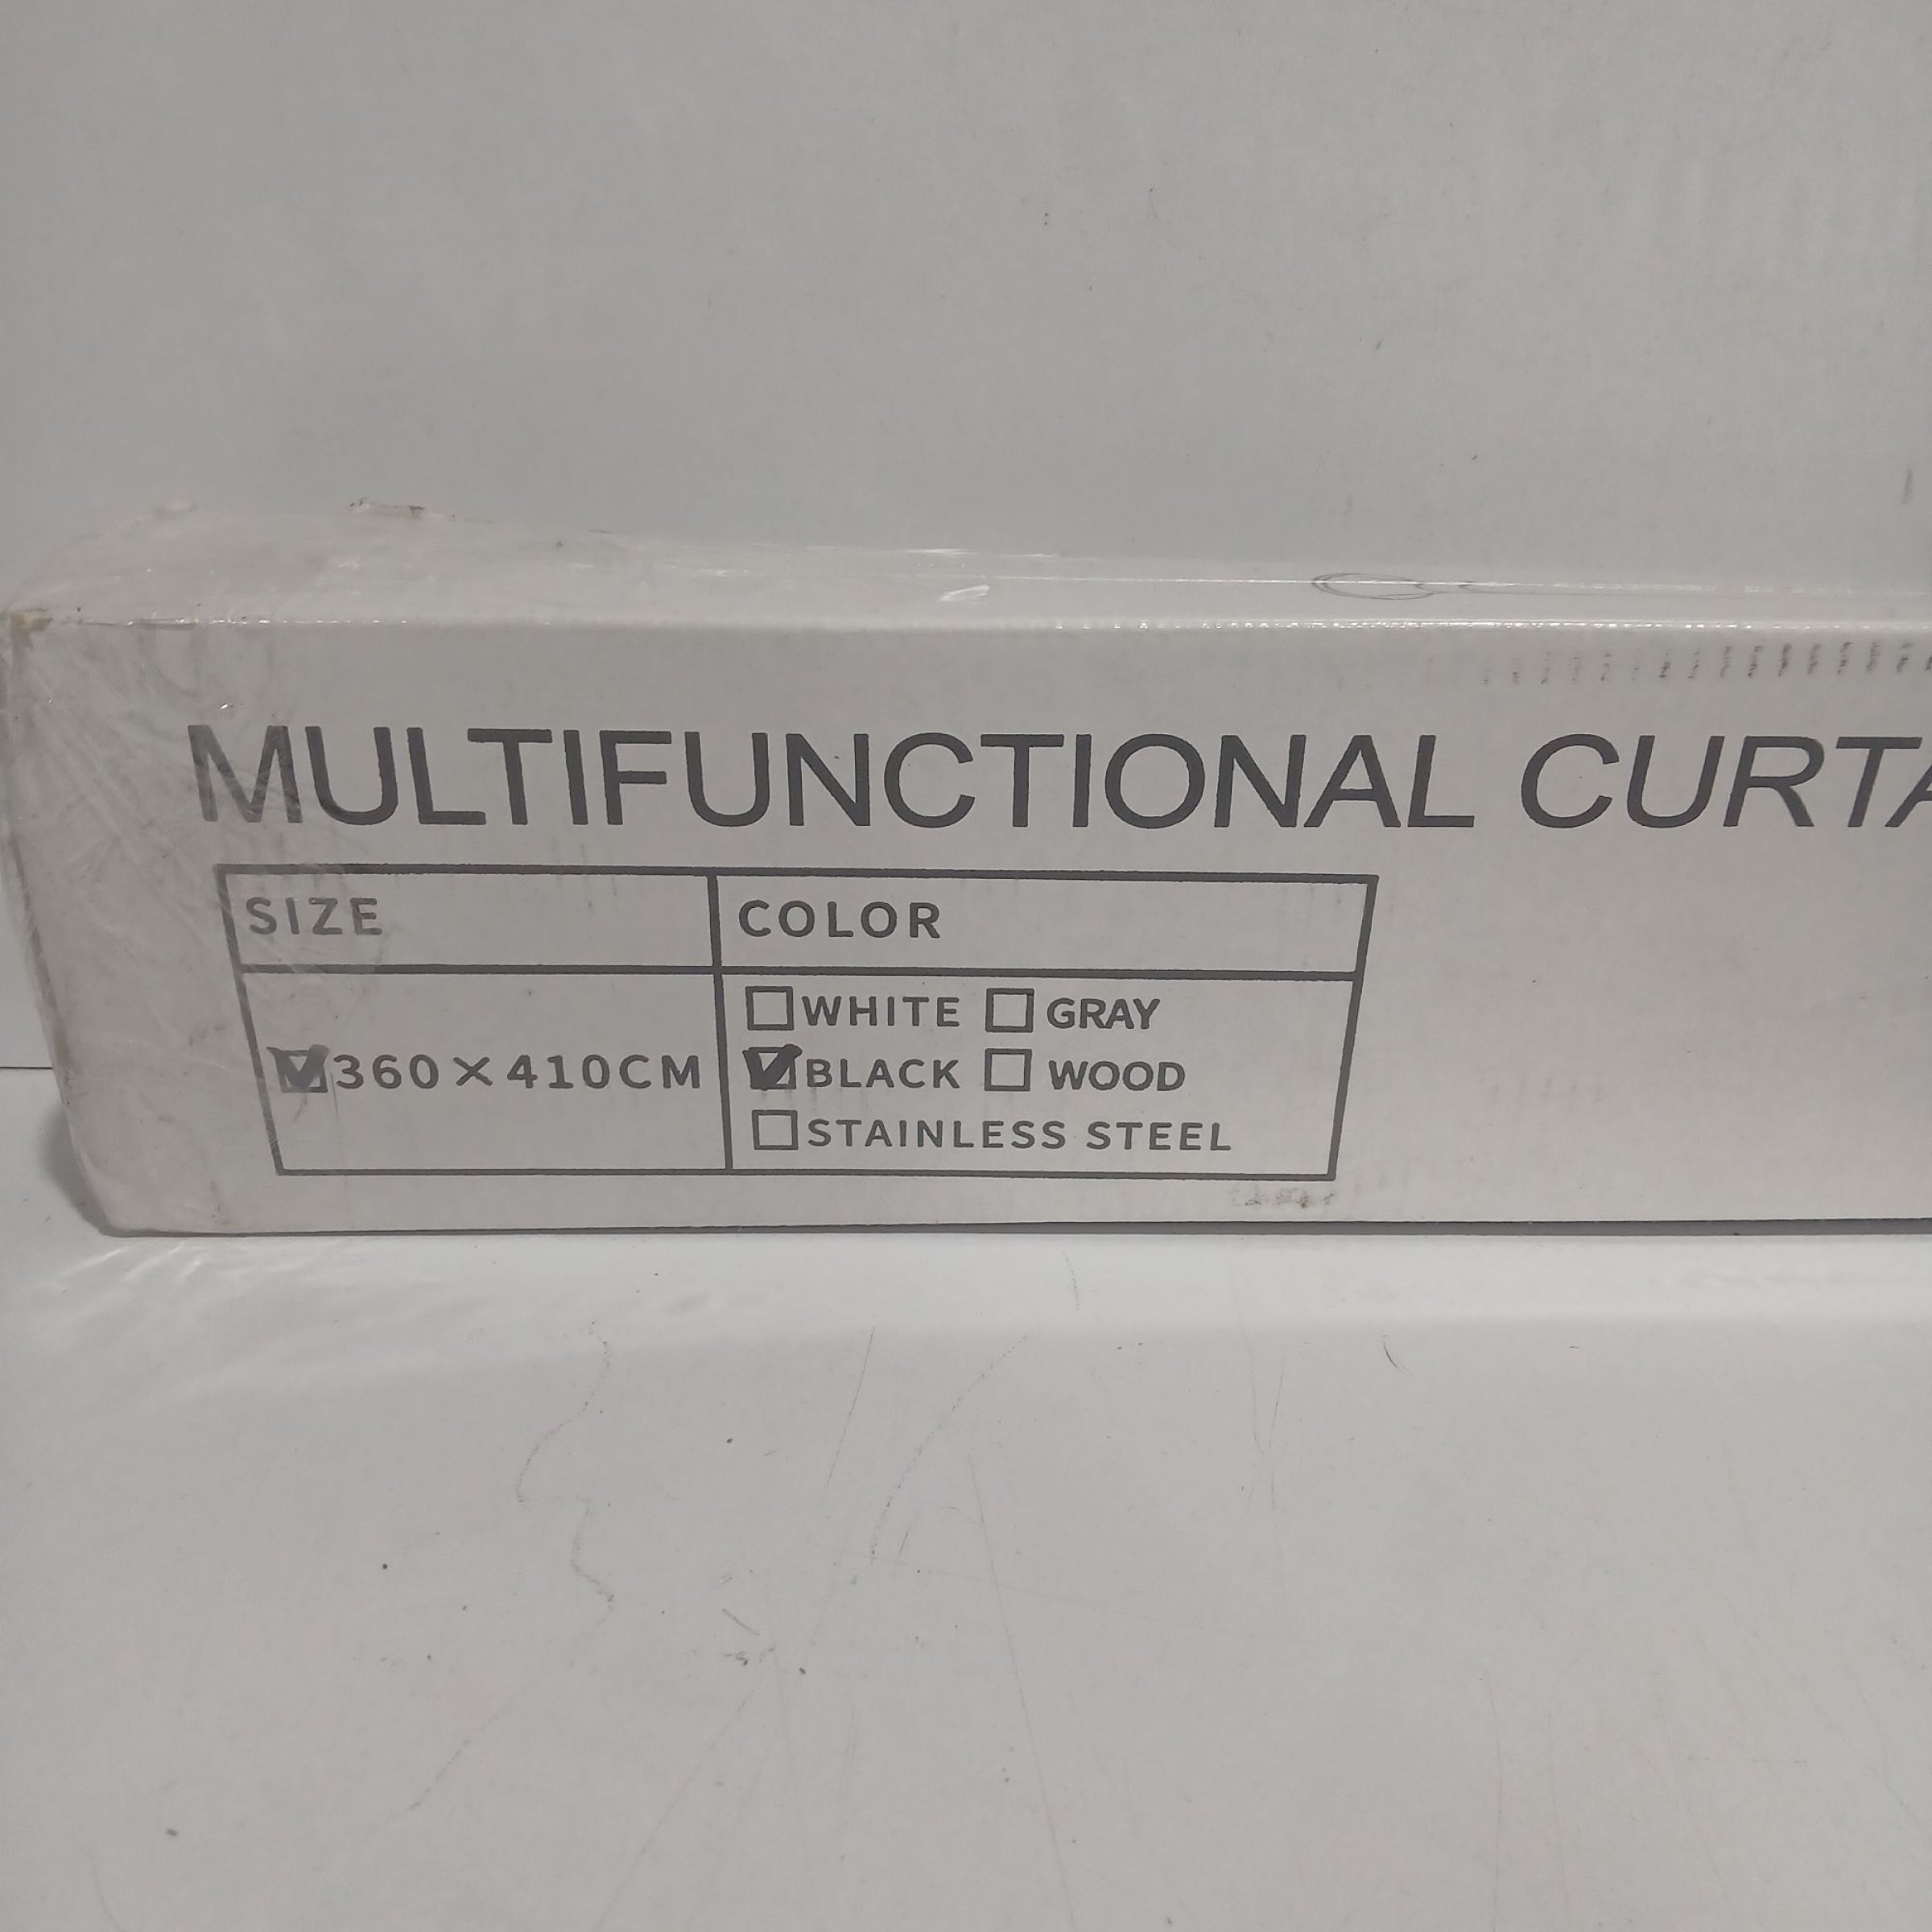 MULTIFUNCTIONAL CURTA
SIZE COLOR
☐WHITE ☐ GRAY
☑360×410CM ☑BLACK ☐ WOOD
☐STAINLESS STEEL